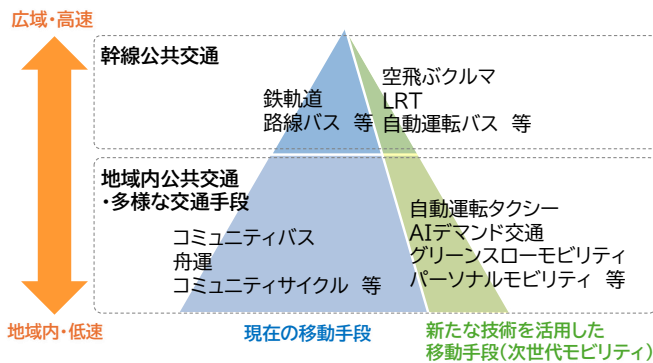 広域・高速
幹線公共交通
鉄軌道
路線バス 等
空飛ぶクルマ
LRT
自動運転バス 等
地域内公共交通
・多様な交通手段
コミュニティバス
舟運
コミュニティサイクル 等
自動運転タクシー
AIデマンド交通
グリーンスローモビリティ
パーソナルモビリティ 等
地域内・低速
現在の移動手段
新たな技術を活用した
移動手段(次世代モビリティ)